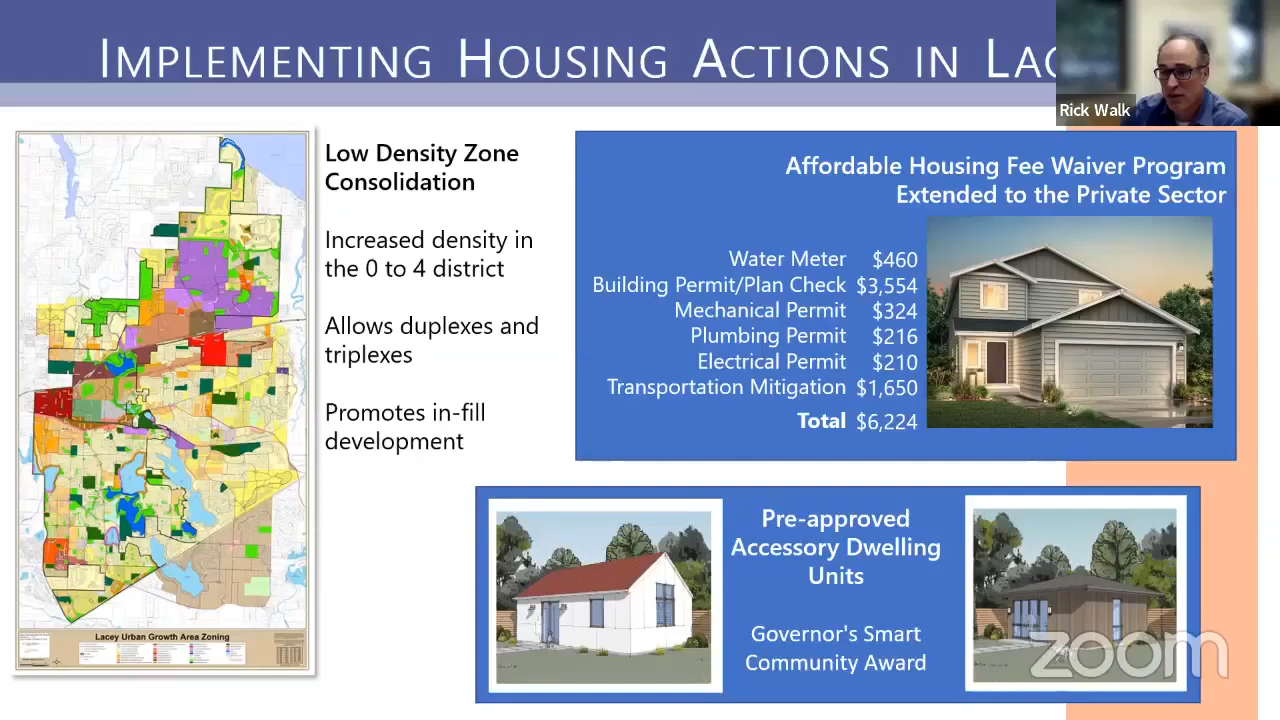 IMPLEMENTING HOUSING ACTIONS IN LAC
Rick Walk
Low Density Zone
Consolidation
Increased density in
the 0 to 4 district
Allows duplexes and
triplexes
Promotes in-fill
development
Lacey Urban Growth Area Zoning
Affordable Housing Fee Waiver Program
Extended to the Private Sector
Water Meter $460
Building Permit/Plan Check $3,554
Mechanical Permit $324
Plumbing Permit $216
Electrical Permit $210
Transportation Mitigation $1,650
Total $6,224
Pre-approved
Accessory Dwelling
Units
Governor's Smart
Community Award
zoom